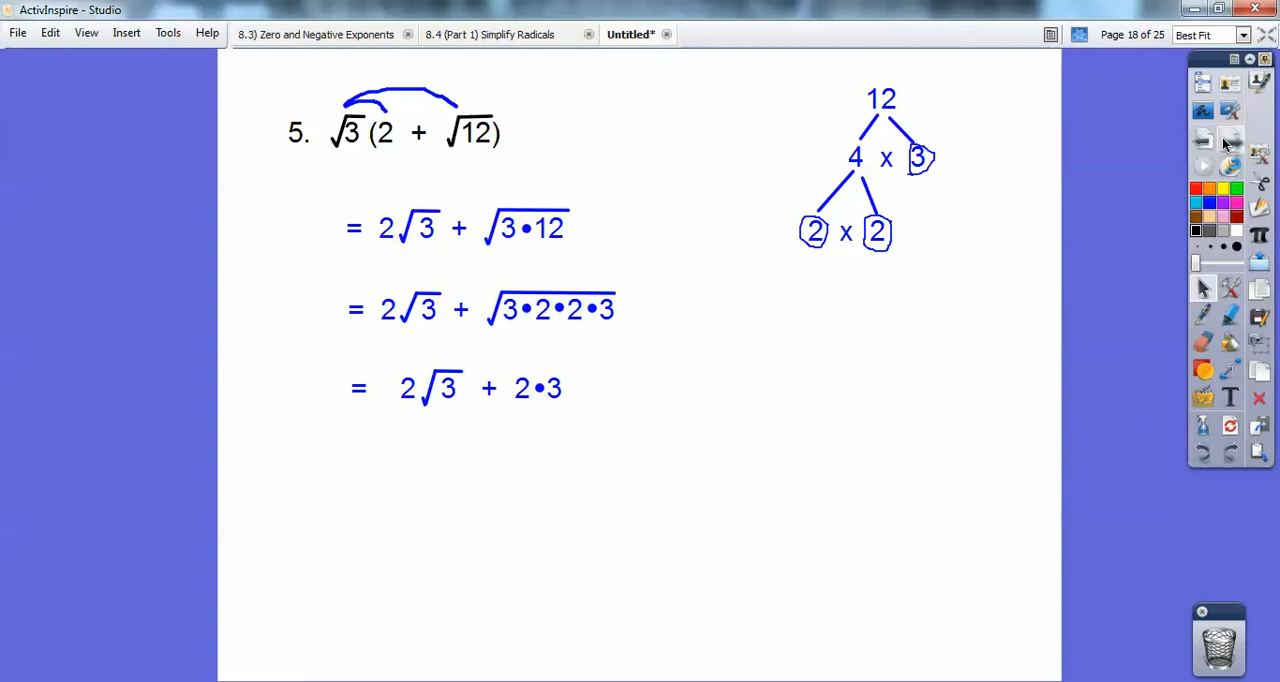 ActivInspire - Studio
File Edit View Insert Tools Help
8.3) Zero and Negative Exponents 8.4 (Part 1) Simplify Radicals Untitled* Page 18 of 25 Best Fit
5. √3(2 + √12)
= 2√3 + √3•12
= 2√3 + √3•2•2•3
= 2√3 + 2•3
12
4 x 3
2 x 2